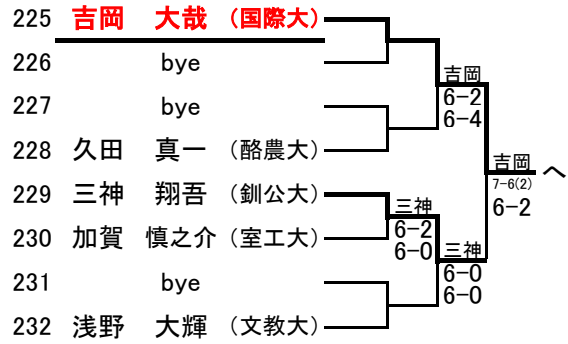 225 吉岡 大哉 (国際大)
226 bye
吉岡
6-2
6-4
227 bye
228 久田 真一 (酪農大)
吉岡
7-6(2)
6-2
へ
229 三神 翔吾 (釧公大)
三神
6-2
6-0
230 加賀 慎之介 (室工大)
三神
6-0
6-0
231 bye
232 浅野 大輝 (文教大)